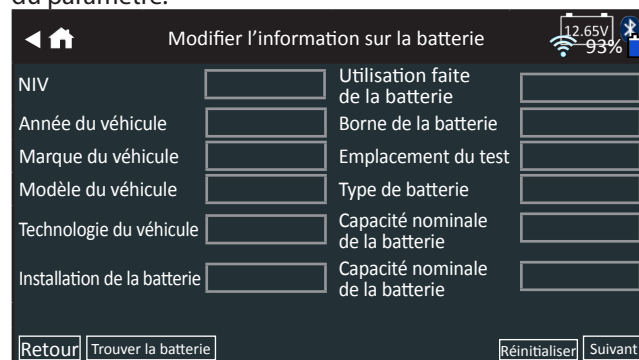 du paramètre.
Modifier l’information sur la batterie
12.65V
93%
NIV
Utilisation faite
de la batterie
Année du véhicule
Borne de la batterie
Marque du véhicule
Emplacement du test
Modèle du véhicule
Type de batterie
Technologie du véhicule
Capacité nominale
de la batterie
Installation de la batterie
Capacité nominale
de la batterie
Retour
Trouver la batterie
Réinitialiser
Suivant